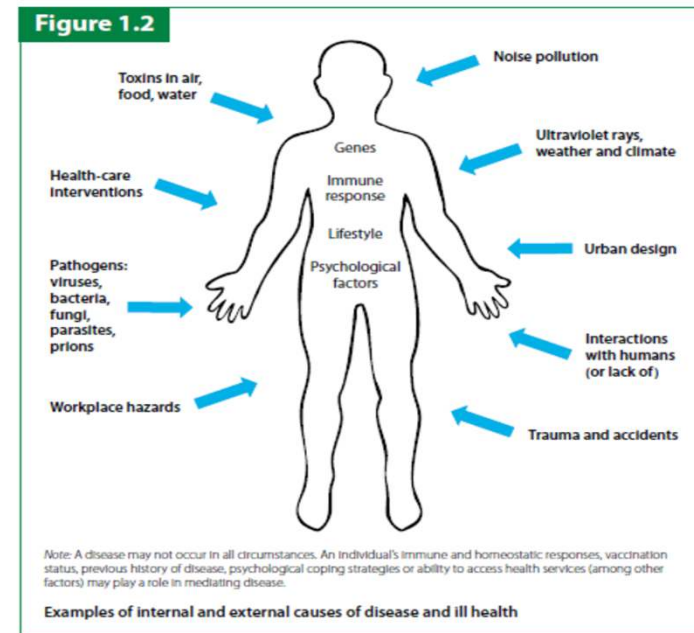 Figure 1.2
Toxins in air,
food, water
Health-care
interventions
Pathogens:
viruses,
bacteria,
fungi,
parasites,
prions
Workplace hazards
Genes
Immune
response
Lifestyle
Psychological
factors
Noise pollution
Ultraviolet rays,
weather and climate
Urban design
Interactions
with humans
(or lack of)
Trauma and accidents
Note: A disease may not occur in all circumstances. An individual's immune and homeostatic responses, vaccination
status, previous history of disease, psychological coping strategies or ability to access health services (among other
factors) may play a role in mediating disease.
Examples of internal and external causes of disease and ill health